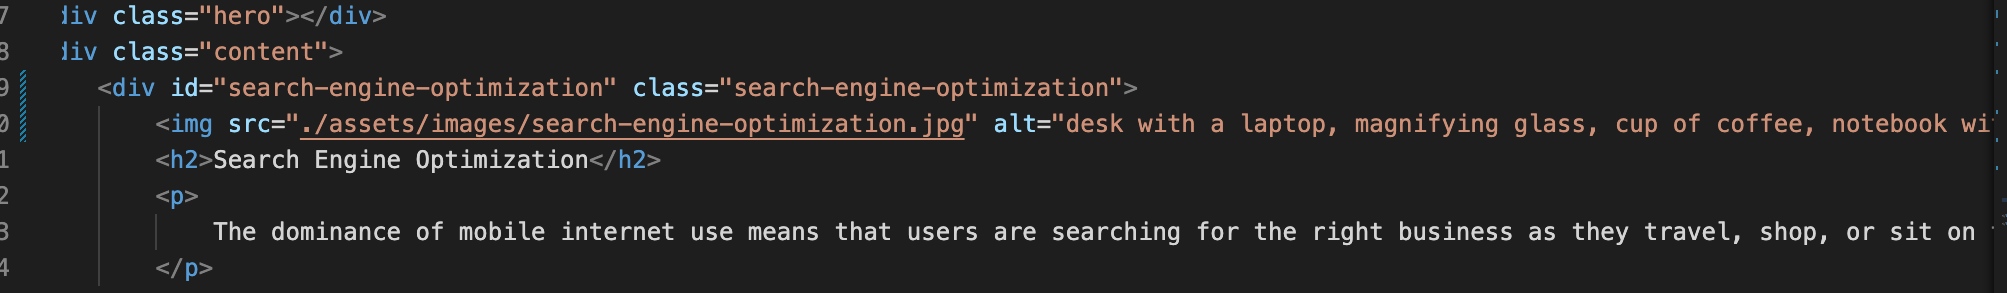 7 div class="hero"></div>
8 div class="content">
9 <div id="search-engine-optimization" class="search-engine-optimization">
0 <img src="./assets/images/search-engine-optimization.jpg" alt="desk with a laptop, magnifying glass, cup of coffee, notebook wi
1 <h2>Search Engine Optimization</h2>
2 <p>
3 The dominance of mobile internet use means that users are searching for the right business as they travel, shop, or sit on
4 </p>